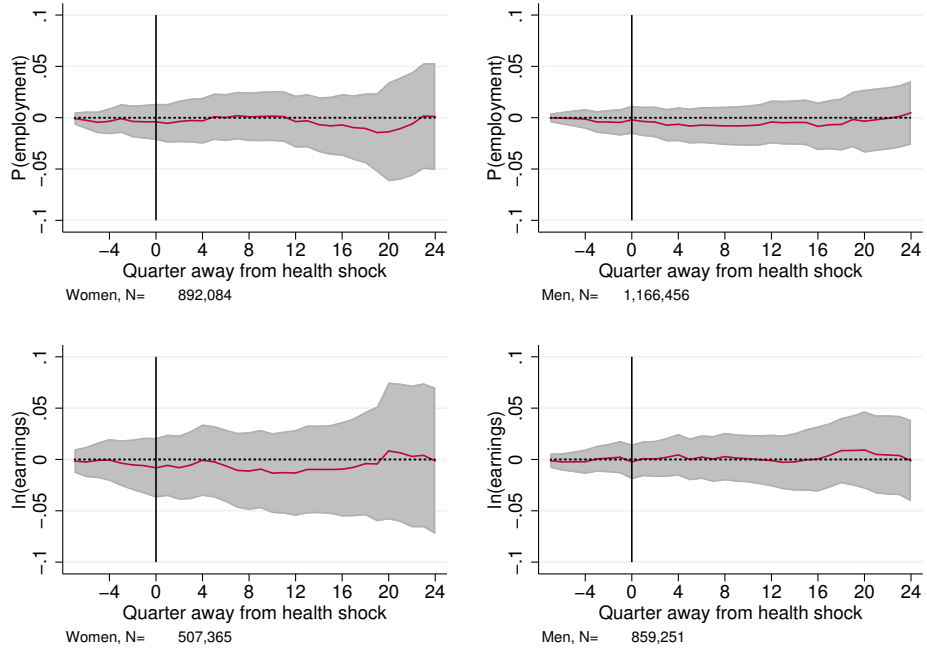 .1
.05
0
-.05
-.1
P(employment)
-4 0 4 8 12 16 20 24
Quarter away from health shock
Women, N= 892,084
.1
.05
0
-.05
-.1
P(employment)
-4 0 4 8 12 16 20 24
Quarter away from health shock
Men, N= 1,166,456
.1
.05
0
-.05
-.1
ln(earnings)
-4 0 4 8 12 16 20 24
Quarter away from health shock
Women, N= 507,365
.1
.05
0
-.05
-.1
ln(earnings)
-4 0 4 8 12 16 20 24
Quarter away from health shock
Men, N= 859,251